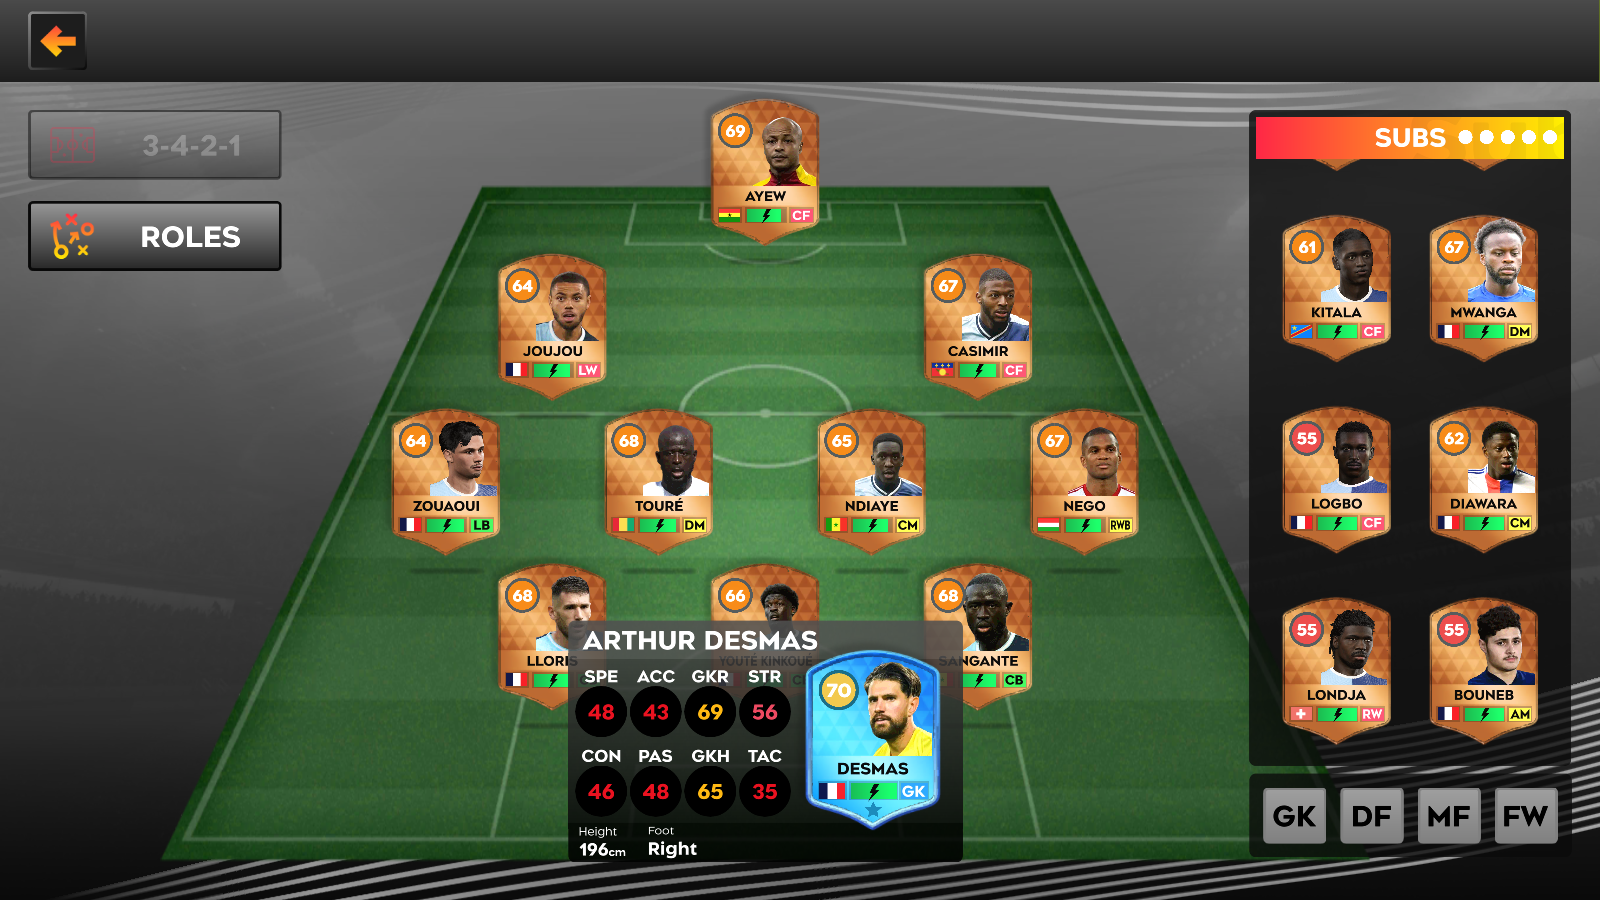 3-4-2-1
ROLES
69
AYEW
CF
64
JOUJOU
LW
67
CASIMIR
CF
64
ZOUAOUI
LB
68
TOURÉ
DM
65
NDIAYE
CM
67
NEGO
RWB
68
LLORIS
66
YOUTÉ KINKOUÉ
68
SANGANTE
CB
ARTHUR DESMAS
SPE ACC GKR STR
48 43 69 56
CON PAS GKH TAC
46 48 65 35
Height Foot
196cm Right
70
DESMAS
GK
SUBS
61
KITALA
CF
67
MWANGA
DM
55
LOGBO
CF
62
DIAWARA
CM
55
LONDJA
RW
55
BOUNEB
AM
GK DF MF FW